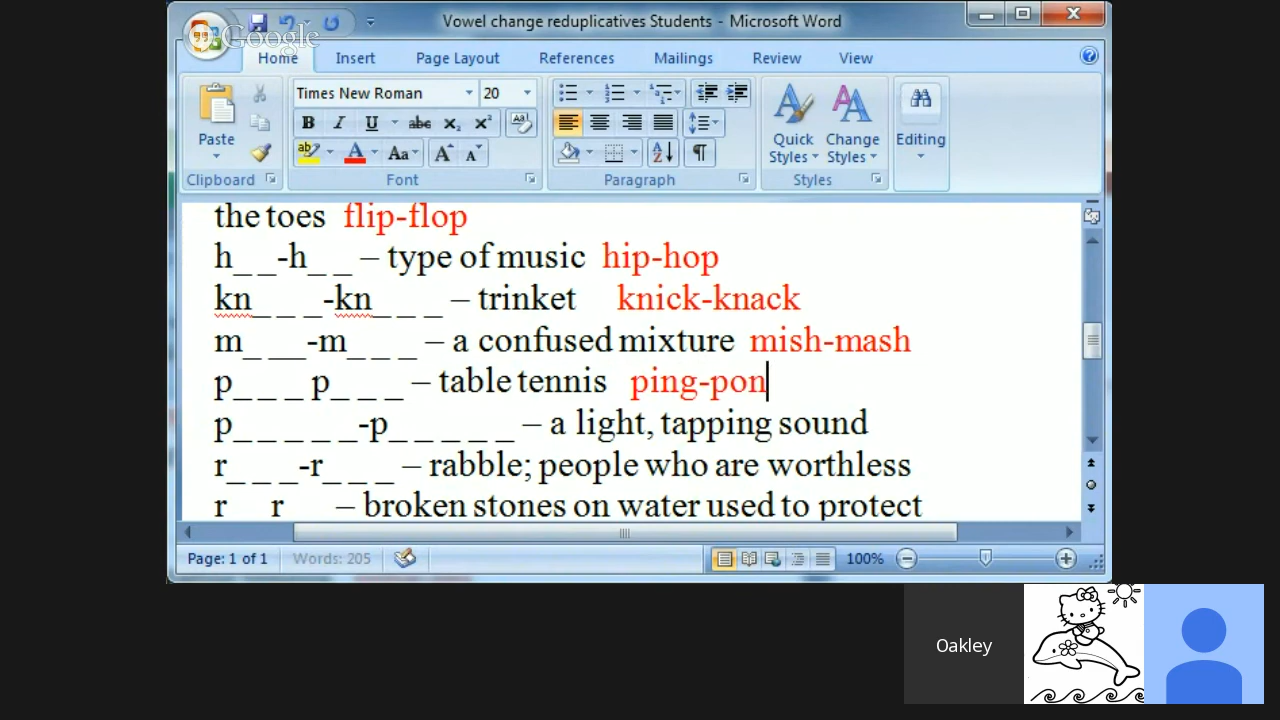 Vowel change reduplicatives Students - Microsoft Word
Google
Home Insert Page Layout References Mailings Review View
Times New Roman 20
Paste
Quick Styles
Change Styles
Editing
Clipboard Font Paragraph Styles
the toes flip-flop
h_ _-h_ _ – type of music hip-hop
kn_ _ _-kn_ _ _ – trinket knick-knack
m_ __-m_ _ _ – a confused mixture mish-mash
p_ _ _ p_ _ _ – table tennis ping-pon
p_ _ _ _ _-p_ _ _ _ _ – a light, tapping sound
r_ _ _-r_ _ _ – rabble; people who are worthless
r r – broken stones on water used to protect
Page: 1 of 1 Words: 205 100%
Oakley